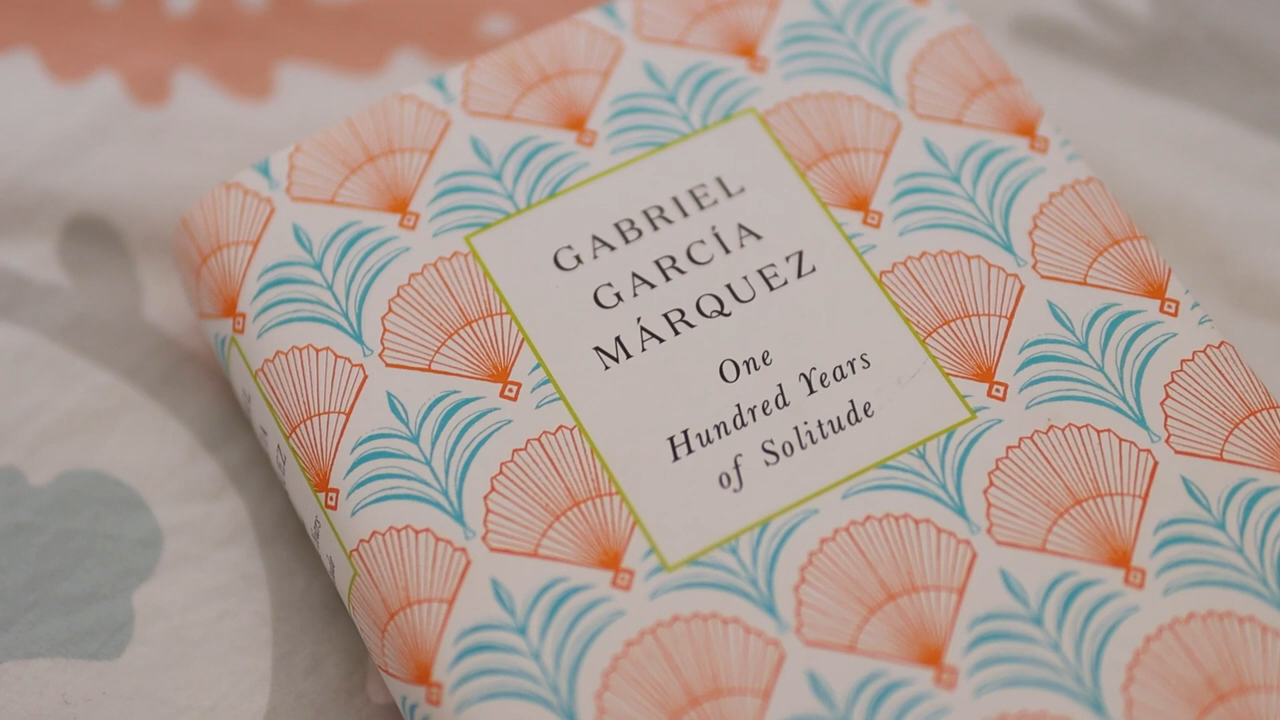 GABRIEL
GARCÍA
MÁRQUEZ
One
Hundred Years
of Solitude